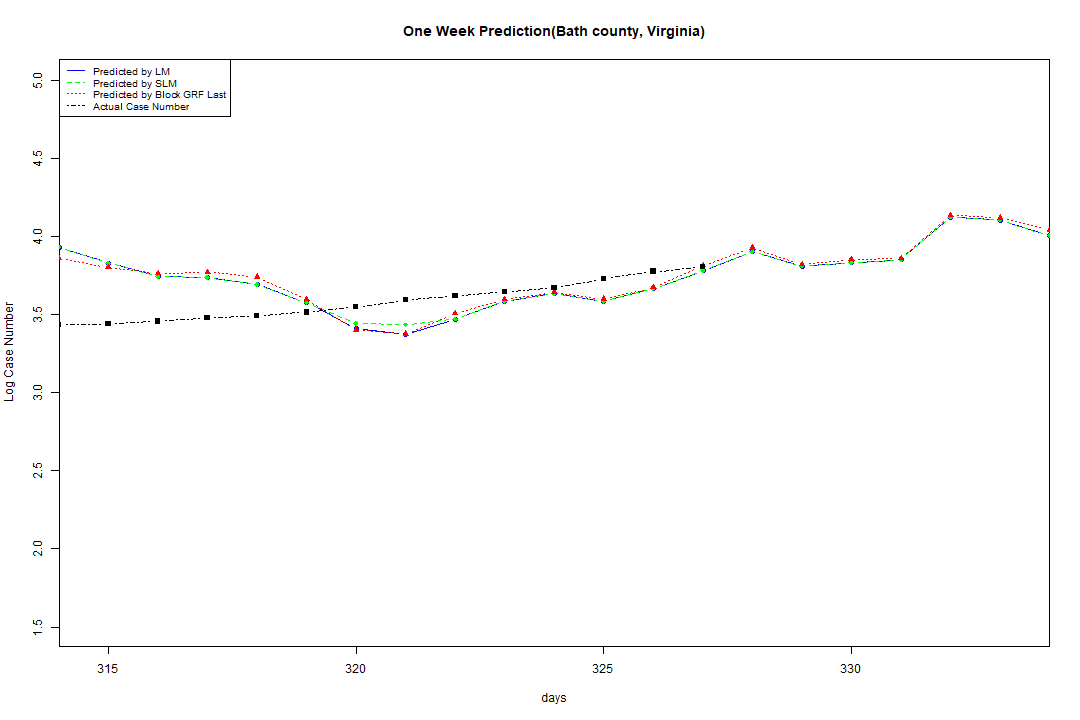 One Week Prediction(Bath county, Virginia)
Predicted by LM
Predicted by SLM
Predicted by Block GRF Last
Actual Case Number
5.0
4.5
4.0
3.5
3.0
2.5
2.0
1.5
Log Case Number
315
320
325
330
days